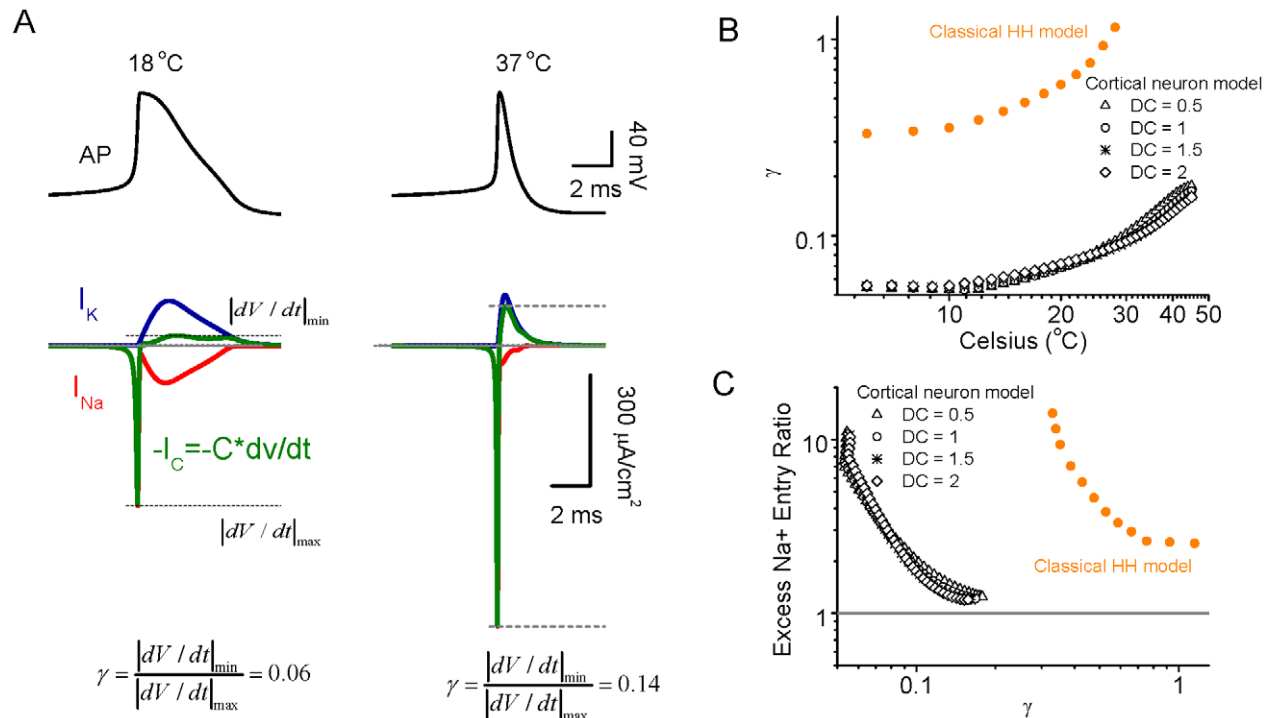 A
18 °C
37 °C
AP
40 mV
2 ms
I_K
|dV / dt|_min
I_Na
-I_C=-C*dv/dt
|dV / dt|_max
300 μA/cm²
2 ms
γ = |dV / dt|_min / |dV / dt|_max = 0.06
γ = |dV / dt|_min / |dV / dt|_max = 0.14
B
Classical HH model
Cortical neuron model
DC = 0.5
DC = 1
DC = 1.5
DC = 2
1
0.1
γ
10
20
30
40
50
Celsius (°C)
C
Cortical neuron model
DC = 0.5
DC = 1
DC = 1.5
DC = 2
Classical HH model
10
1
Excess Na+ Entry Ratio
0.1
1
γ